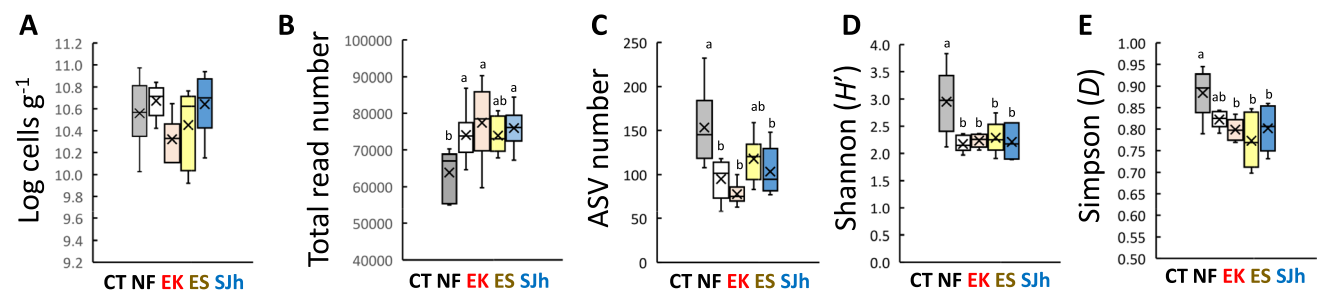 A
Log cells g-1
11.2
11.0
10.8
10.6
10.4
10.2
10.0
9.8
9.6
9.4
9.2
CT NF EK ES SJh
B
Total read number
100000
90000
80000
70000
60000
50000
40000
b a a ab a
CT NF EK ES SJh
C
ASV number
250
200
150
100
50
0
a b b ab b
CT NF EK ES SJh
D
Shannon (H’)
4.0
3.5
3.0
2.5
2.0
1.5
1.0
0.5
0.0
a b b b b
CT NF EK ES SJh
E
Simpson (D)
1.00
0.95
0.90
0.85
0.80
0.75
0.70
0.65
0.60
0.55
0.50
a ab b b b
CT NF EK ES SJh